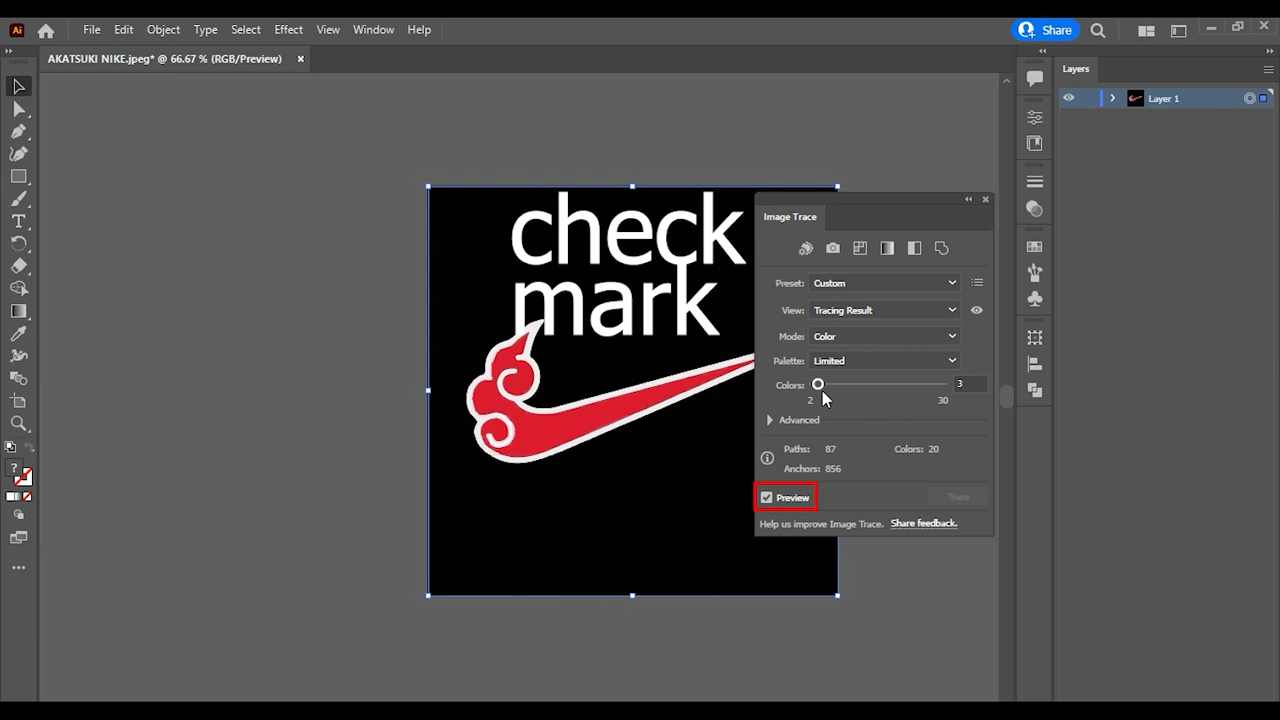 Ai File Edit Object Type Select Effect View Window Help Share
AKATSUKI NIKE.jpeg* @ 66.67 % (RGB/Preview)
Layers
Layer 1
check
mark
Image Trace
Preset: Custom
View: Tracing Result
Mode: Color
Palette: Limited
Colors: 3
2 30
Advanced
Paths: 87 Colors: 20
Anchors: 856
Preview Trace
Help us improve Image Trace. Share feedback.